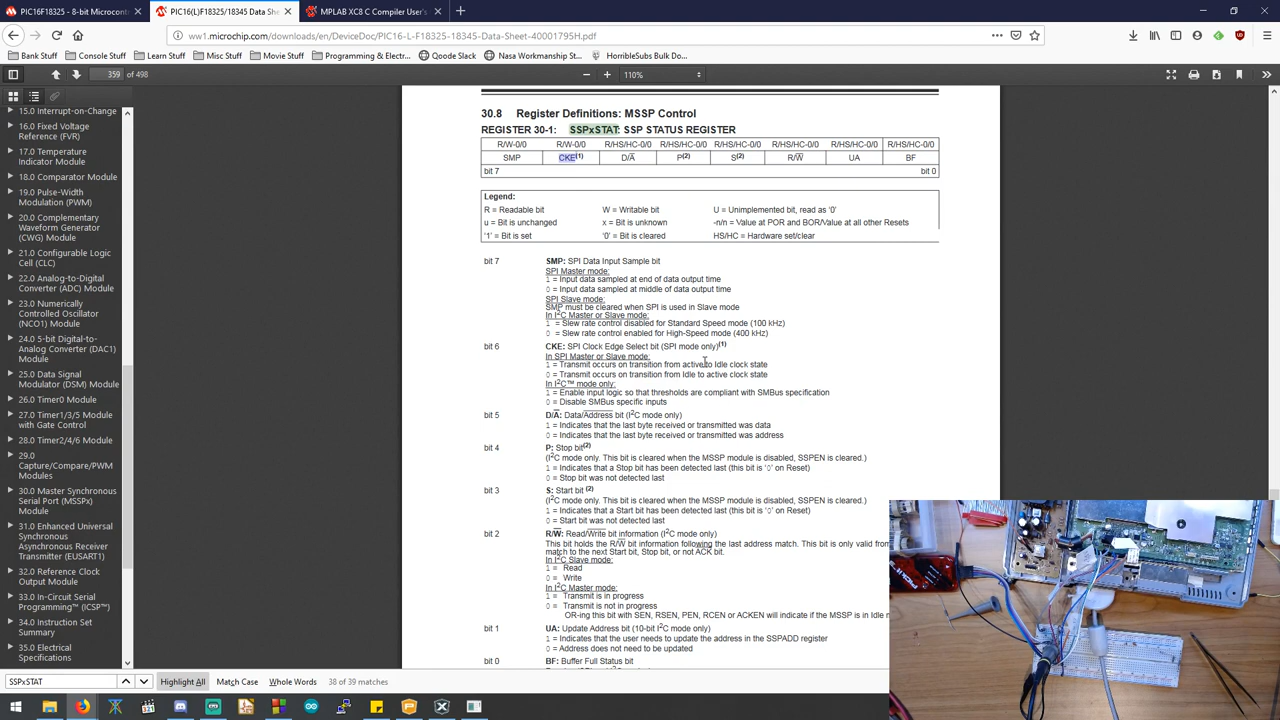 PIC16F18325 - 8-bit Microcont
PIC16(L)F18325/18345 Data She
MPLAB XC8 C Compiler User's
ww1.microchip.com/downloads/en/DeviceDoc/PIC16-L-F18325-18345-Data-Sheet-40001795H.pdf
Bank Stuff Console Stuff Learn Stuff Misc Stuff Movie Stuff Programming & Electr... Qode Slack Nasa Workmanship St... HorribleSubs Bulk Do...
359 of 498
110%
15.0 Interrupt-on-Change
16.0 Fixed Voltage
Reference (FVR)
17.0 Temperature
Indicator Module
18.0 Comparator Module
19.0 Pulse-Width
Modulation (PWM)
20.0 Complementary
Waveform Generator
(CWG) Module
21.0 Configurable Logic
Cell (CLC)
22.0 Analog-to-Digital
Converter (ADC) Module
23.0 Numerically
Controlled Oscillator
(NCO1) Module
24.0 5-bit Digital-to-
Analog Converter (DAC1)
Module
25.0 Data Signal
Modulator (DSM) Module
26.0 Timer0 Module
27.0 Timer1/3/5 Module
with Gate Control
28.0 Timer2/4/6 Module
29.0
Capture/Compare/PWM
Modules
30.0 Master Synchronous
Serial Port (MSSPx)
Module
31.0 Enhanced Universal
Synchronous
Asynchronous Receiver
Transmitter (EUSART1)
32.0 Reference Clock
Output Module
33.0 In-Circuit Serial
Programming™ (ICSP™)
34.0 Instruction Set
Summary
35.0 Electrical
Specifications
30.8 Register Definitions: MSSP Control
REGISTER 30-1: SSPxSTAT: SSP STATUS REGISTER
R/W-0/0 R/W-0/0 R/HS/HC-0/0 R/HS/HC-0/0 R/HS/HC-0/0 R/HS/HC-0/0 R/HS/HC-0/0 R/HS/HC-0/0
SMP CKE(1) D/A P(2) S(2) R/W UA BF
bit 7 bit 0
Legend:
R = Readable bit W = Writable bit U = Unimplemented bit, read as ‘0’
u = Bit is unchanged x = Bit is unknown -n/n = Value at POR and BOR/Value at all other Resets
‘1’ = Bit is set ‘0’ = Bit is cleared HS/HC = Hardware set/clear
bit 7 SMP: SPI Data Input Sample bit
SPI Master mode:
1 = Input data sampled at end of data output time
0 = Input data sampled at middle of data output time
SPI Slave mode:
SMP must be cleared when SPI is used in Slave mode
In I2C Master or Slave mode:
1 = Slew rate control disabled for Standard Speed mode (100 kHz)
0 = Slew rate control enabled for High-Speed mode (400 kHz)
bit 6 CKE: SPI Clock Edge Select bit (SPI mode only)(1)
In SPI Master or Slave mode:
1 = Transmit occurs on transition from active to Idle clock state
0 = Transmit occurs on transition from Idle to active clock state
In I2C™ mode only:
1 = Enable input logic so that thresholds are compliant with SMBus specification
0 = Disable SMBus specific inputs
bit 5 D/A: Data/Address bit (I2C mode only)
1 = Indicates that the last byte received or transmitted was data
0 = Indicates that the last byte received or transmitted was address
bit 4 P: Stop bit(2)
(I2C mode only. This bit is cleared when the MSSP module is disabled, SSPEN is cleared.)
1 = Indicates that a Stop bit has been detected last (this bit is ‘0’ on Reset)
0 = Stop bit was not detected last
bit 3 S: Start bit (2)
(I2C mode only. This bit is cleared when the MSSP module is disabled, SSPEN is cleared.)
1 = Indicates that a Start bit has been detected last (this bit is ‘0’ on Reset)
0 = Start bit was not detected last
bit 2 R/W: Read/Write bit information (I2C mode only)
This bit holds the R/W bit information following the last address match. This bit is only valid from
match to the next Start bit, Stop bit, or not ACK bit.
In I2C Slave mode:
1 = Read
0 = Write
In I2C Master mode:
1 = Transmit is in progress
0 = Transmit is not in progress
OR-ing this bit with SEN, RSEN, PEN, RCEN or ACKEN will indicate if the MSSP is in Idle
bit 1 UA: Update Address bit (10-bit I2C mode only)
1 = Indicates that the user needs to update the address in the SSPADD register
0 = Address does not need to be updated
bit 0 BF: Buffer Full Status bit
SSPxSTAT
Highlight All Match Case Whole Words 38 of 39 matches